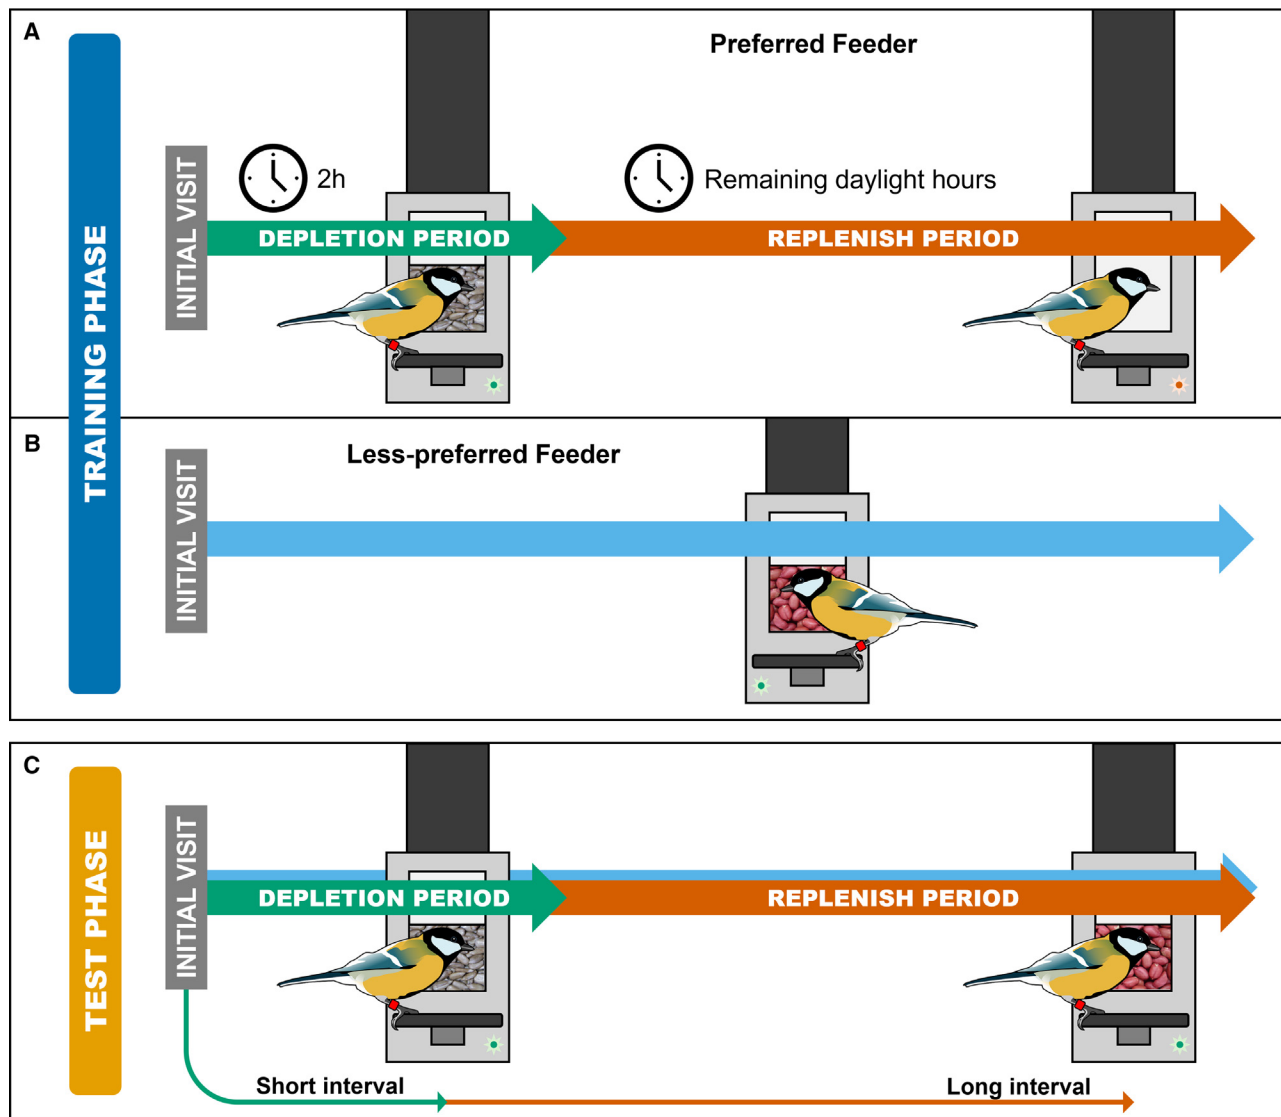 A
Preferred Feeder
TRAINING PHASE
INITIAL VISIT
2h
Remaining daylight hours
DEPLETION PERIOD
REPLENISH PERIOD
B
Less-preferred Feeder
INITIAL VISIT
C
TEST PHASE
INITIAL VISIT
DEPLETION PERIOD
REPLENISH PERIOD
Short interval
Long interval